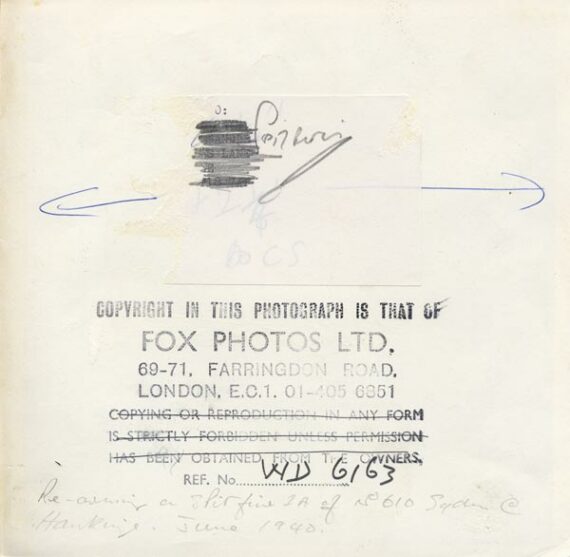 COPYRIGHT IN THIS PHOTOGRAPH IS THAT OF
FOX PHOTOS LTD.
69-71, FARRINGDON ROAD,
LONDON, E.C.1. 01-405 6851
COPYING OR REPRODUCTION IN ANY FORM
IS STRICTLY FORBIDDEN UNLESS PERMISSION
HAS BEEN OBTAINED FROM THE OWNERS.
REF. No. WD 6163
Re-arming a Spitfire IA of No 610 Sqdn @
Hawkinge. June 1940.